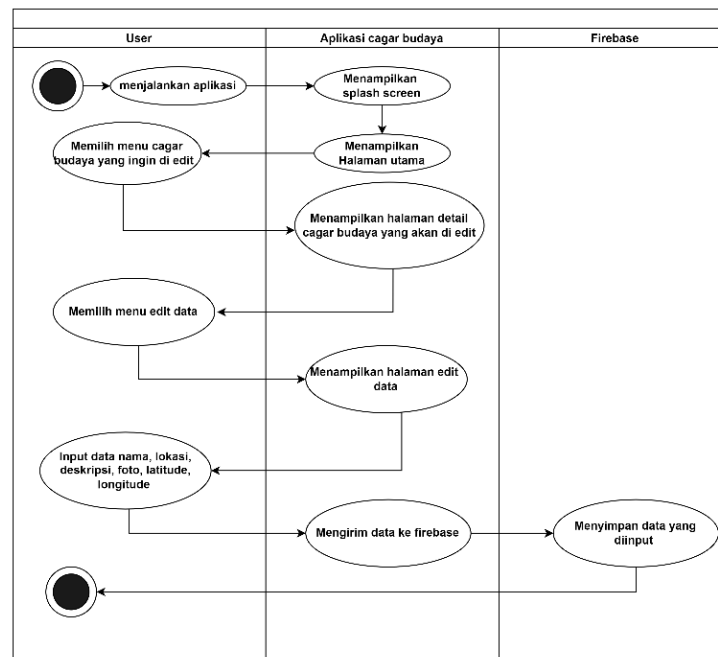 User
Aplikasi cagar budaya
Firebase
menjalankan aplikasi
Menampilkan
splash screen
Memilih menu cagar
budaya yang ingin di edit
Menampilkan
Halaman utama
Menampilkan halaman detail
cagar budaya yang akan di edit
Memilih menu edit data
Menampilkan halaman edit
data
Input data nama, lokasi,
deskripsi, foto, latitude,
longitude
Mengirim data ke firebase
Menyimpan data yang
diinput